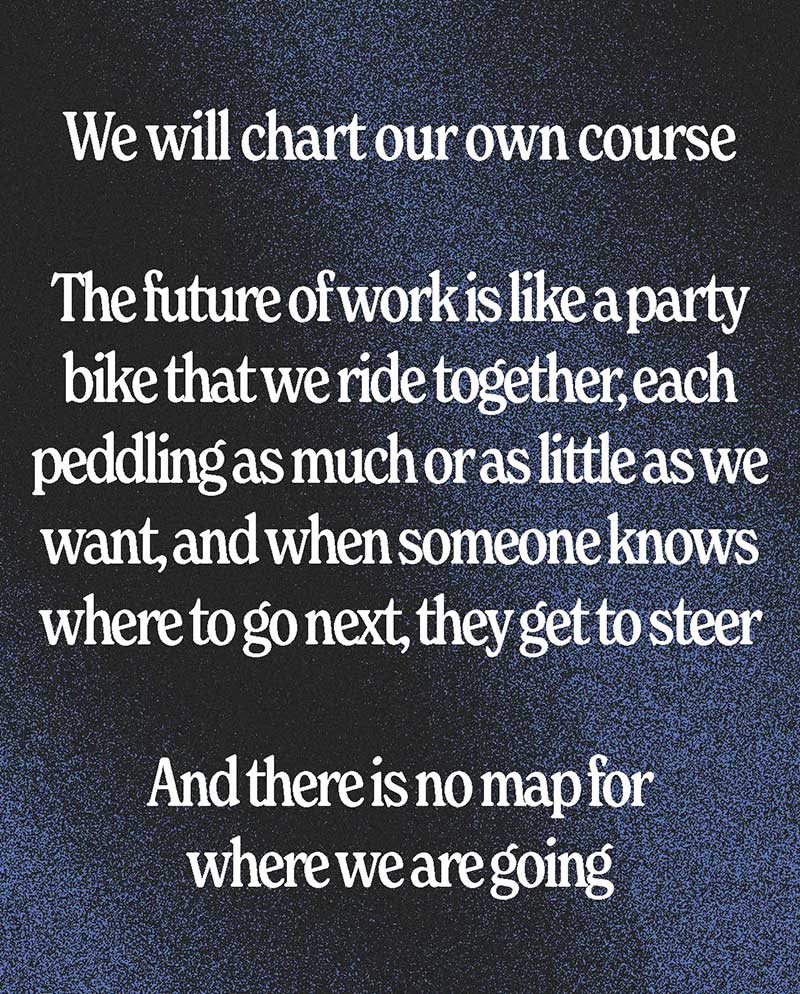 We will chart our own course
The future of work is like a party
bike that we ride together, each
peddling as much or as little as we
want, and when someone knows
where to go next, they get to steer
And there is no map for
where we are going